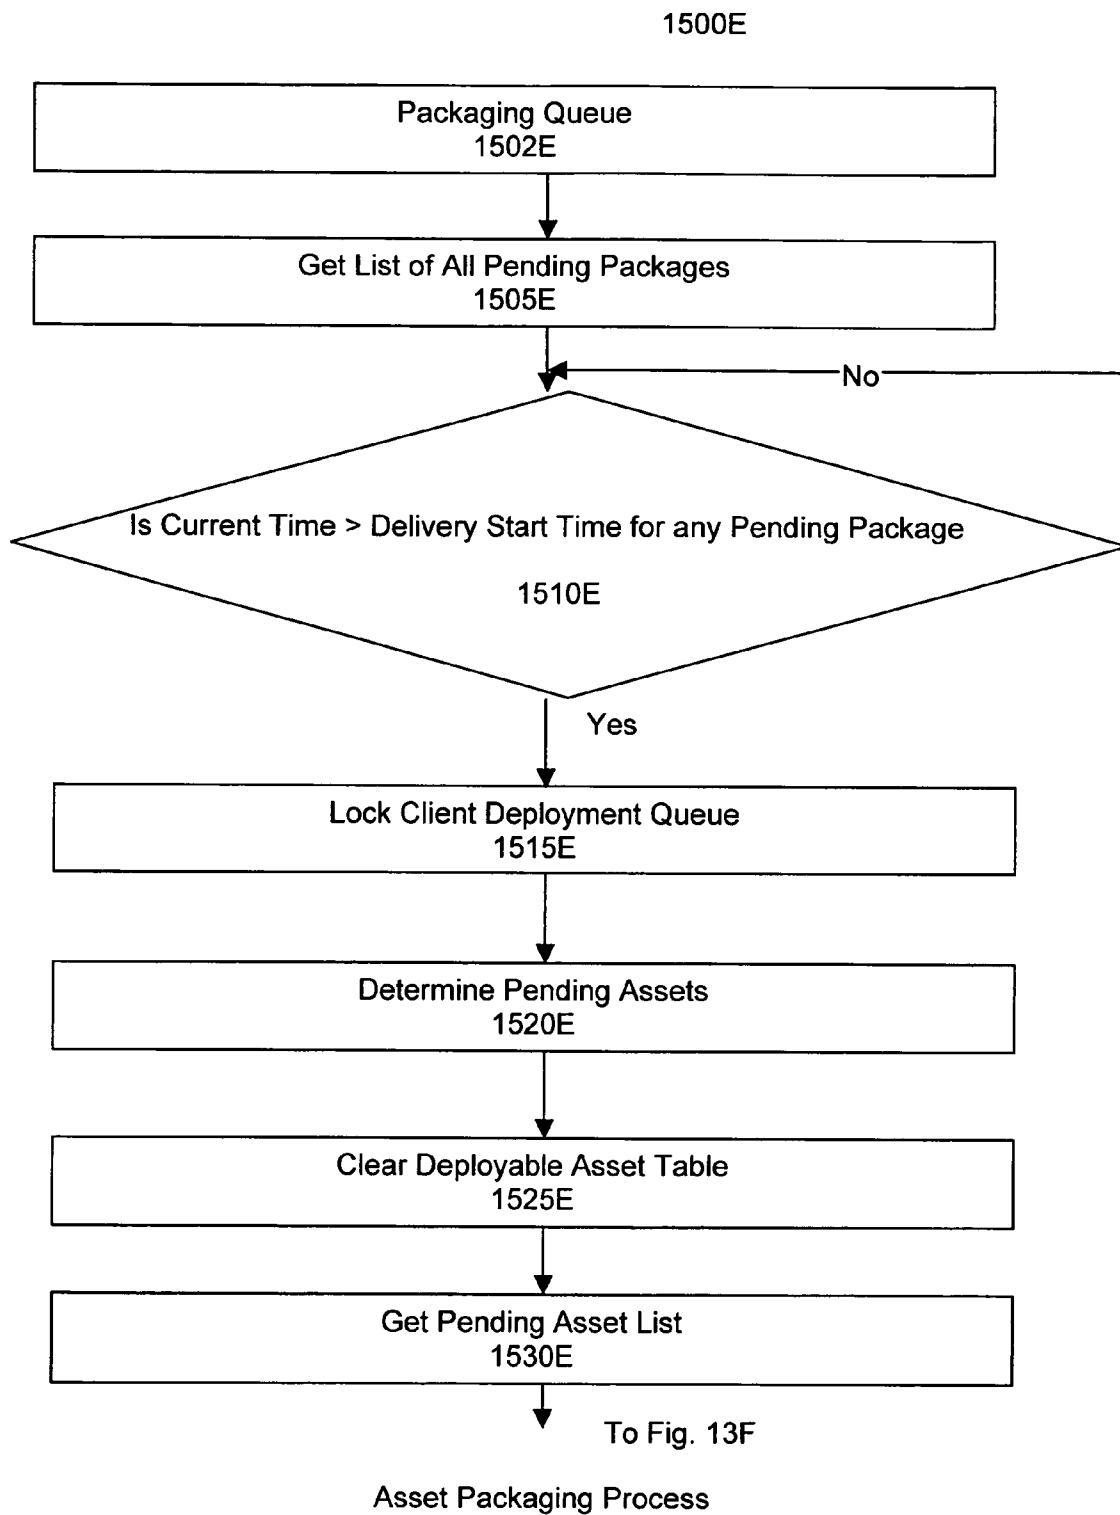 1500E
Packaging Queue
1502E
Get List of All Pending Packages
1505E
No
Is Current Time > Delivery Start Time for any Pending Package
1510E
Yes
Lock Client Deployment Queue
1515E
Determine Pending Assets
1520E
Clear Deployable Asset Table
1525E
Get Pending Asset List
1530E
To Fig. 13F
Asset Packaging Process